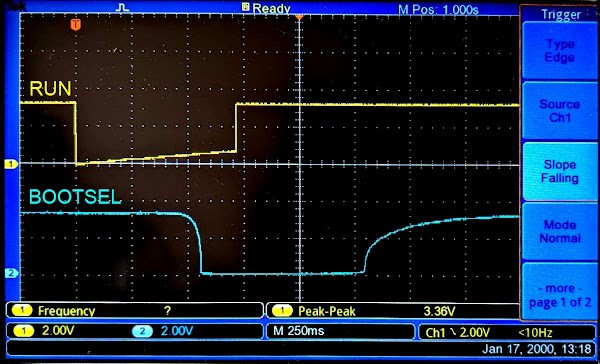 Ready M Pos: 1.000s Trigger
T
Type
Edge
RUN
Source
Ch1
1
Slope
Falling
BOOTSEL
Mode
Normal
2
- more -
page 1 of 2
1 Frequency ? 1 Peak-Peak 3.36V
1 2.00V 2 2.00V M 250ms Ch1 2.00V <10Hz
Jan 17, 2000, 13:18